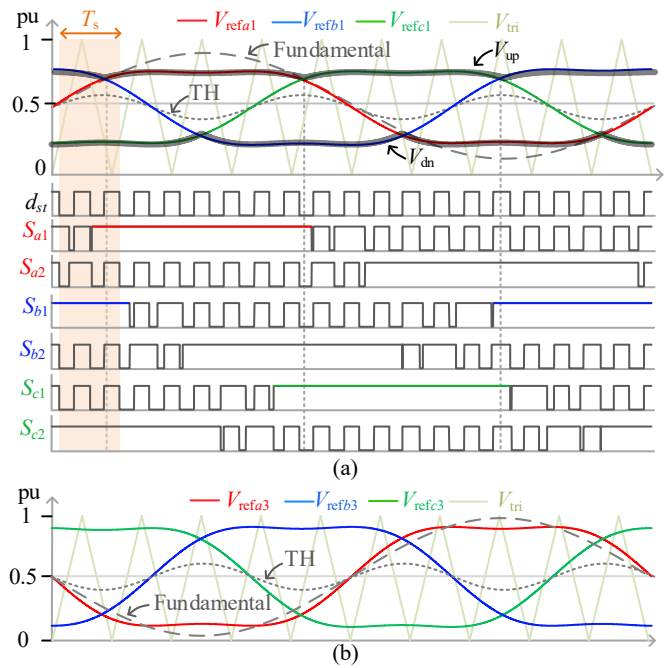 pu V_refa1 V_refb1 V_refc1 V_tri
T_s Fundamental V_up
1
TH
0.5
V_dn
0
d_st
S_a1
S_a2
S_b1
S_b2
S_c1
S_c2
(a)
pu V_refa3 V_refb3 V_refc3 V_tri
1
TH
0.5
Fundamental
0
(b)